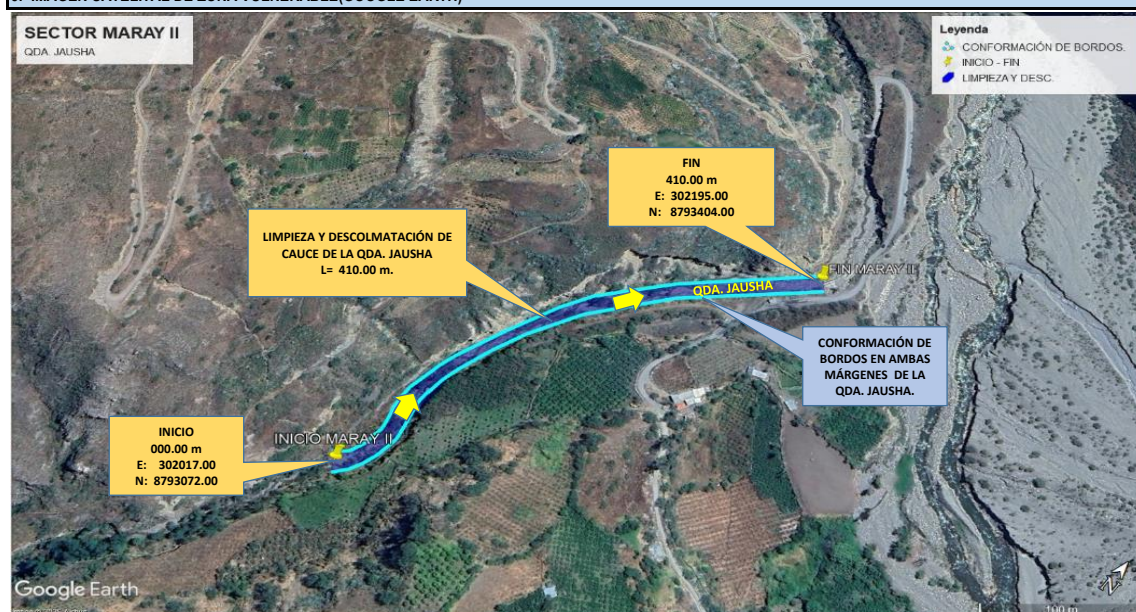 SECTOR MARAY II
QDA. JAUSHA
Leyenda
CONFORMACIÓN DE BORDOS.
INICIO - FIN
LIMPIEZA Y DESC.
FIN
410.00 m
E: 302195.00
N: 8793404.00
LIMPIEZA Y DESCOLMATACIÓN DE
CAUCE DE LA QDA. JAUSHA
L= 410.00 m.
FIN MARAY II
QDA. JAUSHA
CONFORMACIÓN DE
BORDOS EN AMBAS
MÁRGENES DE LA
QDA. JAUSHA.
INICIO MARAY II
INICIO
000.00 m
E: 302017.00
N: 8793072.00
Google Earth
N
100 m